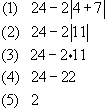 (1) 24 − 2|4 + 7|
(2) 24 − 2|11|
(3) 24 − 2•11
(4) 24 − 22
(5) 2